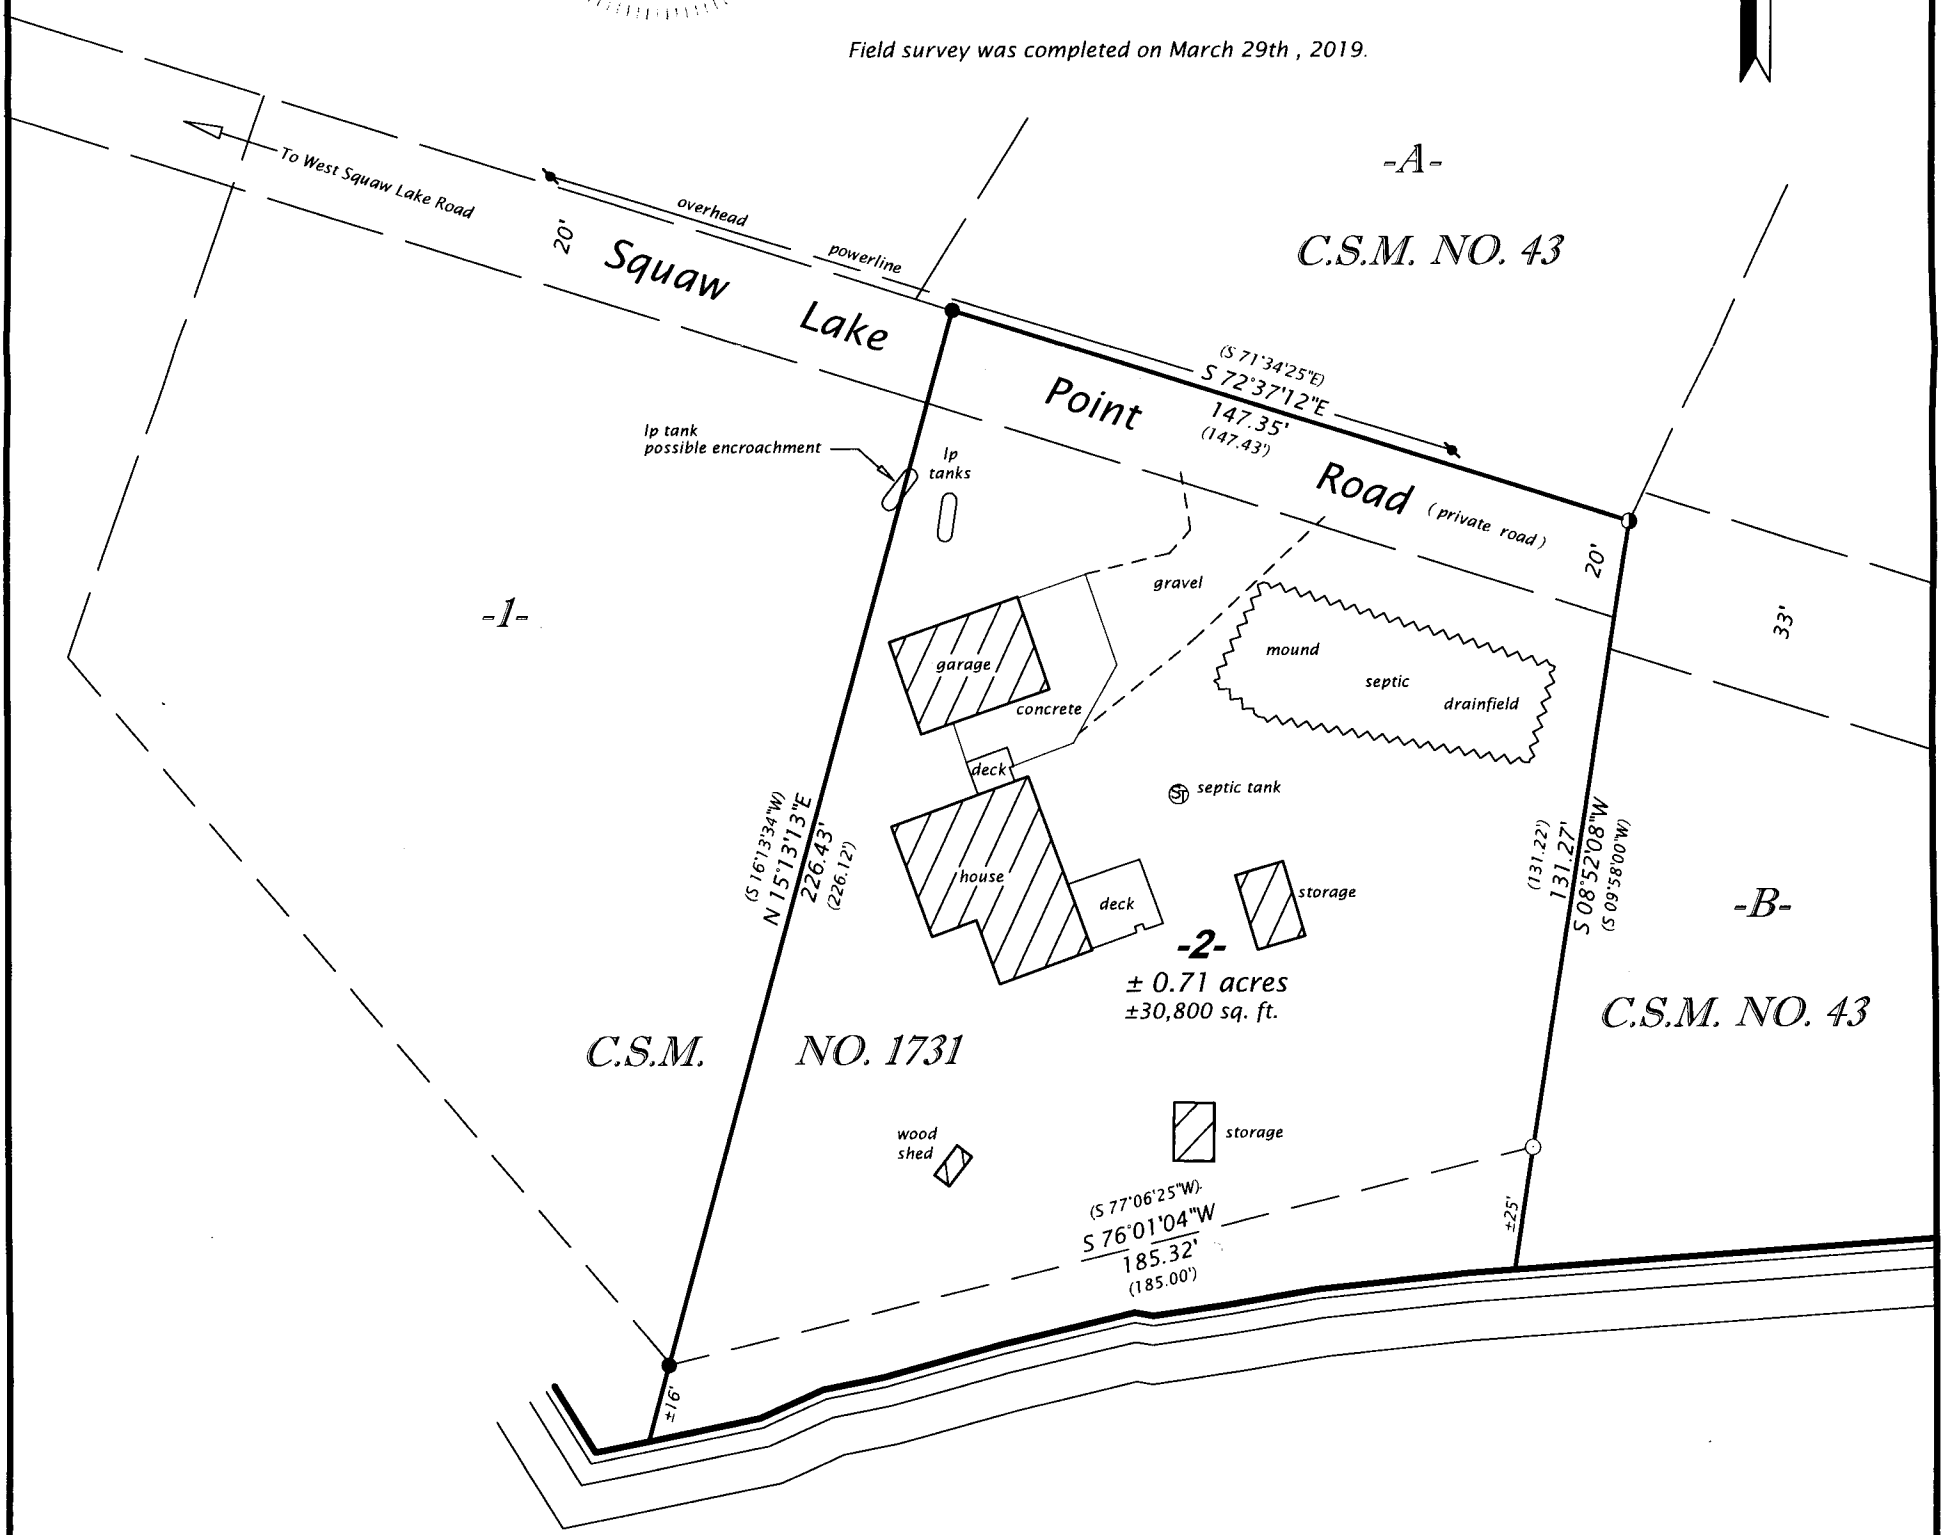 Field survey was completed on March 29th , 2019.
-A-
C.S.M. NO. 43
To West Squaw Lake Road
20'
overhead
powerline
Squaw Lake Point Road ( private road )
(S 71°34'25"E)
S 72°37'12"E
147.35'
(147.43')
lp tank
possible encroachment
lp
tanks
20'
33'
-1-
gravel
garage
concrete
mound
septic
drainfield
deck
septic tank
(S 16°13'34"W)
N 15°13'13"E
226.43'
(226.12')
house
deck
storage
(131.22')
131.27'
S 08°52'08"W
(S 09°58'00"W)
-B-
-2-
± 0.71 acres
±30,800 sq. ft.
C.S.M. NO. 43
C.S.M. NO. 1731
wood
shed
storage
(S 77°06'25"W)
S 76°01'04"W
185.32'
(185.00')
±25'
±16'
ST